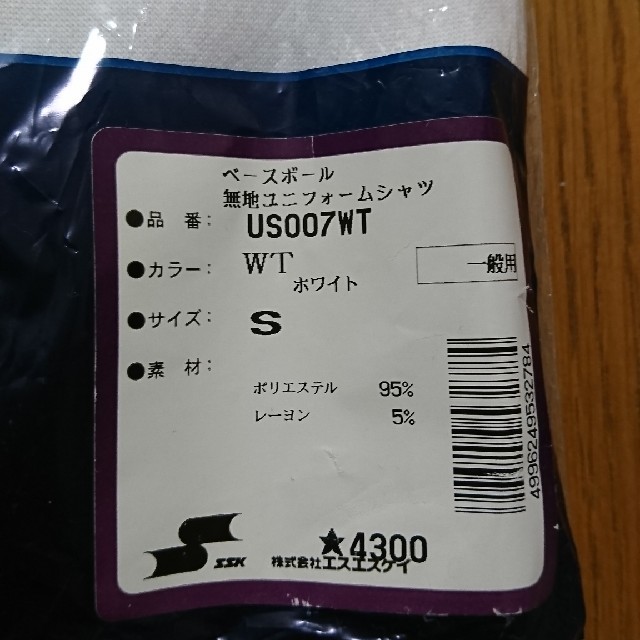 ベースボール
無地ユニフォームシャツ
●品 番: US007WT
●カラー: WT
ホワイト
一般用
●サイズ: S
●素 材:
ポリエステル 95%
レーヨン 5%
4996249532784
★4300
SSK 株式会社エスエスケイ